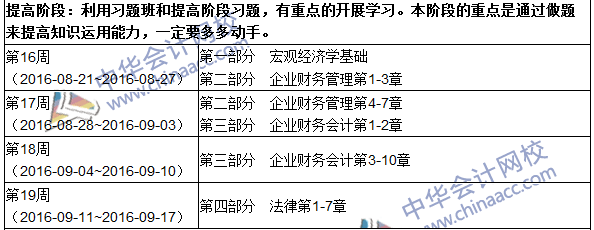 提高阶段：利用习题班和提高阶段习题，有重点的开展学习。本阶段的重点是通过做题
来提高知识运用能力，一定要多多动手。
第16周
（2016-08-21~2016-08-27）
第一部分　宏观经济学基础
第二部分　企业财务管理第1-3章
第17周
（2016-08-28~2016-09-03）
第二部分　企业财务管理第4-7章
第三部分　企业财务会计第1-2章
第18周
（2016-09-04~2016-09-10）
第三部分　企业财务会计第3-10章
第19周
（2016-09-11~2016-09-17）
第四部分　法律第1-7章
中华会计网校
www.chinaacc.com
中华会计网校
www.chinaacc.com